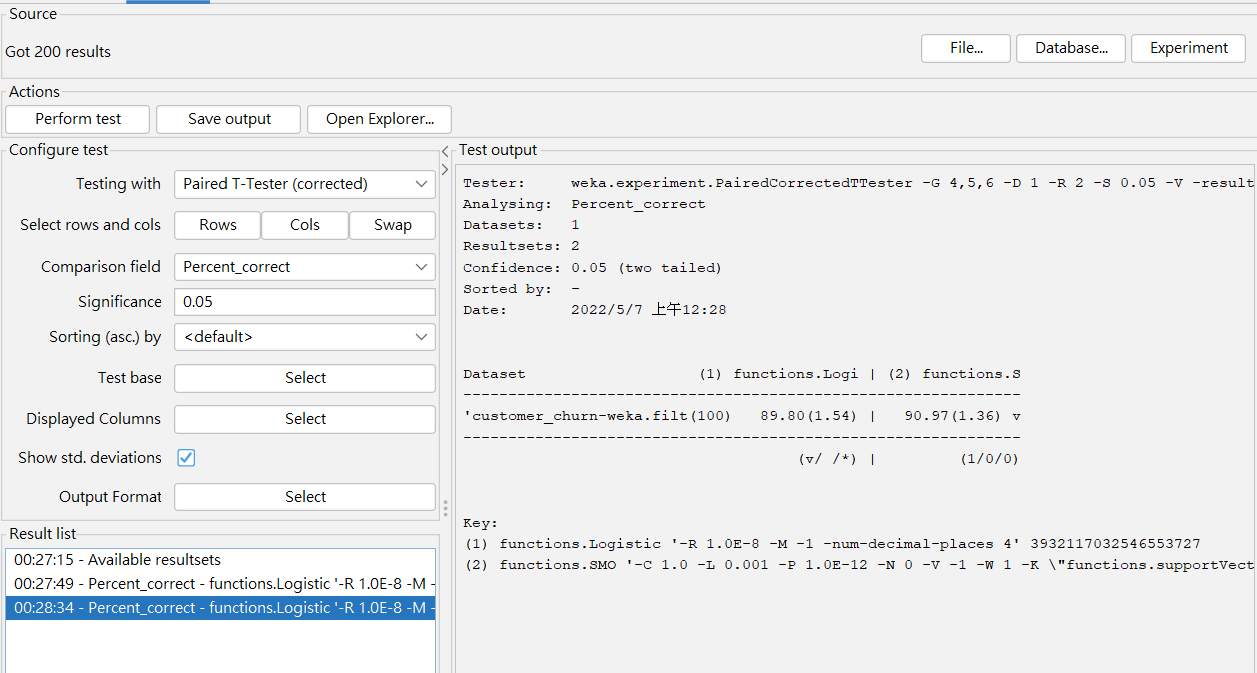 Source
Got 200 results
File...
Database...
Experiment
Actions
Perform test
Save output
Open Explorer...
Configure test
Testing with
Paired T-Tester (corrected)
Select rows and cols
Rows
Cols
Swap
Comparison field
Percent_correct
Significance
0.05
Sorting (asc.) by
<default>
Test base
Select
Displayed Columns
Select
Show std. deviations
Output Format
Select
Result list
00:27:15 - Available resultsets
00:27:49 - Percent_correct - functions.Logistic '-R 1.0E-8 -M -
00:28:34 - Percent_correct - functions.Logistic '-R 1.0E-8 -M -
Test output
Tester:     weka.experiment.PairedCorrectedTTester -G 4,5,6 -D 1 -R 2 -S 0.05 -V -result
Analysing:  Percent_correct
Datasets:   1
Resultsets: 2
Confidence: 0.05 (two tailed)
Sorted by:  -
Date:       2022/5/7 上午12:28
Dataset                   (1) functions.Logi | (2) functions.S
--------------------------------------------------------------
'customer_churn-weka.filt(100)   89.80(1.54) |   90.97(1.36) v
--------------------------------------------------------------
(v/ /*) |         (1/0/0)
Key:
(1) functions.Logistic '-R 1.0E-8 -M -1 -num-decimal-places 4' 3932117032546553727
(2) functions.SMO '-C 1.0 -L 0.001 -P 1.0E-12 -N 0 -V -1 -W 1 -K \"functions.supportVect